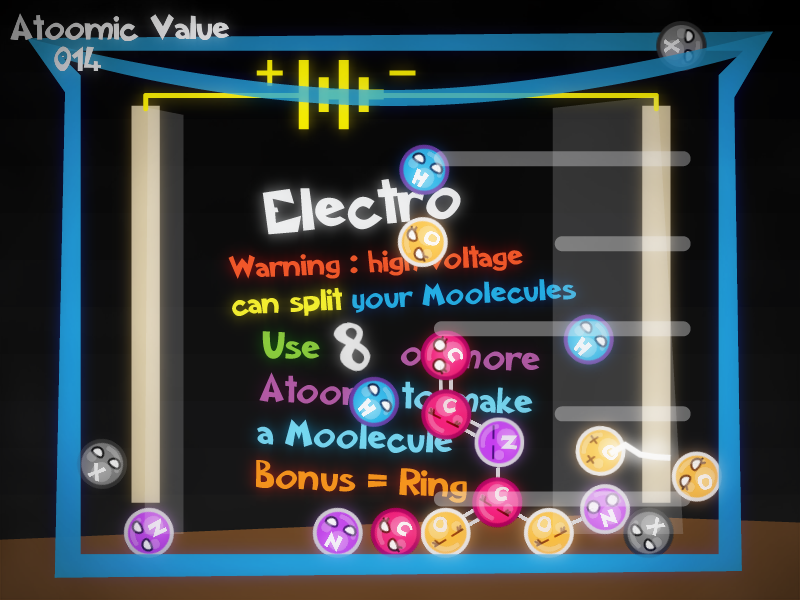 Atoomic Value
014
+ -
X
H
Electro
O
Warning : high voltage
can split your Moolecules
H
Use 8 or more
C
Atooms to make
H
C
a Moolecule
N
Bonus = Ring
X
O
O
C
N
N
N
C
O
O
X